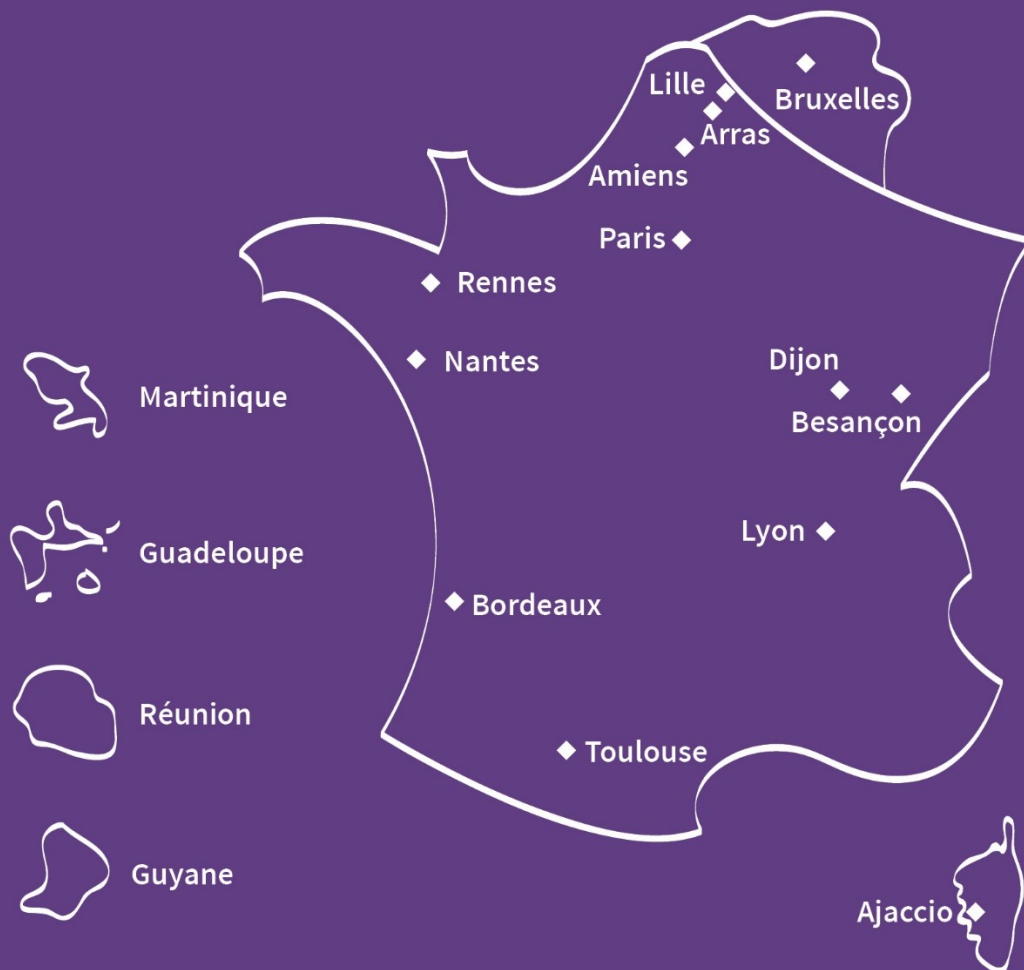 Lille
Bruxelles
Arras
Amiens
Paris
Rennes
Nantes
Dijon
Besançon
Martinique
Lyon
Guadeloupe
Bordeaux
Réunion
Toulouse
Guyane
Ajaccio